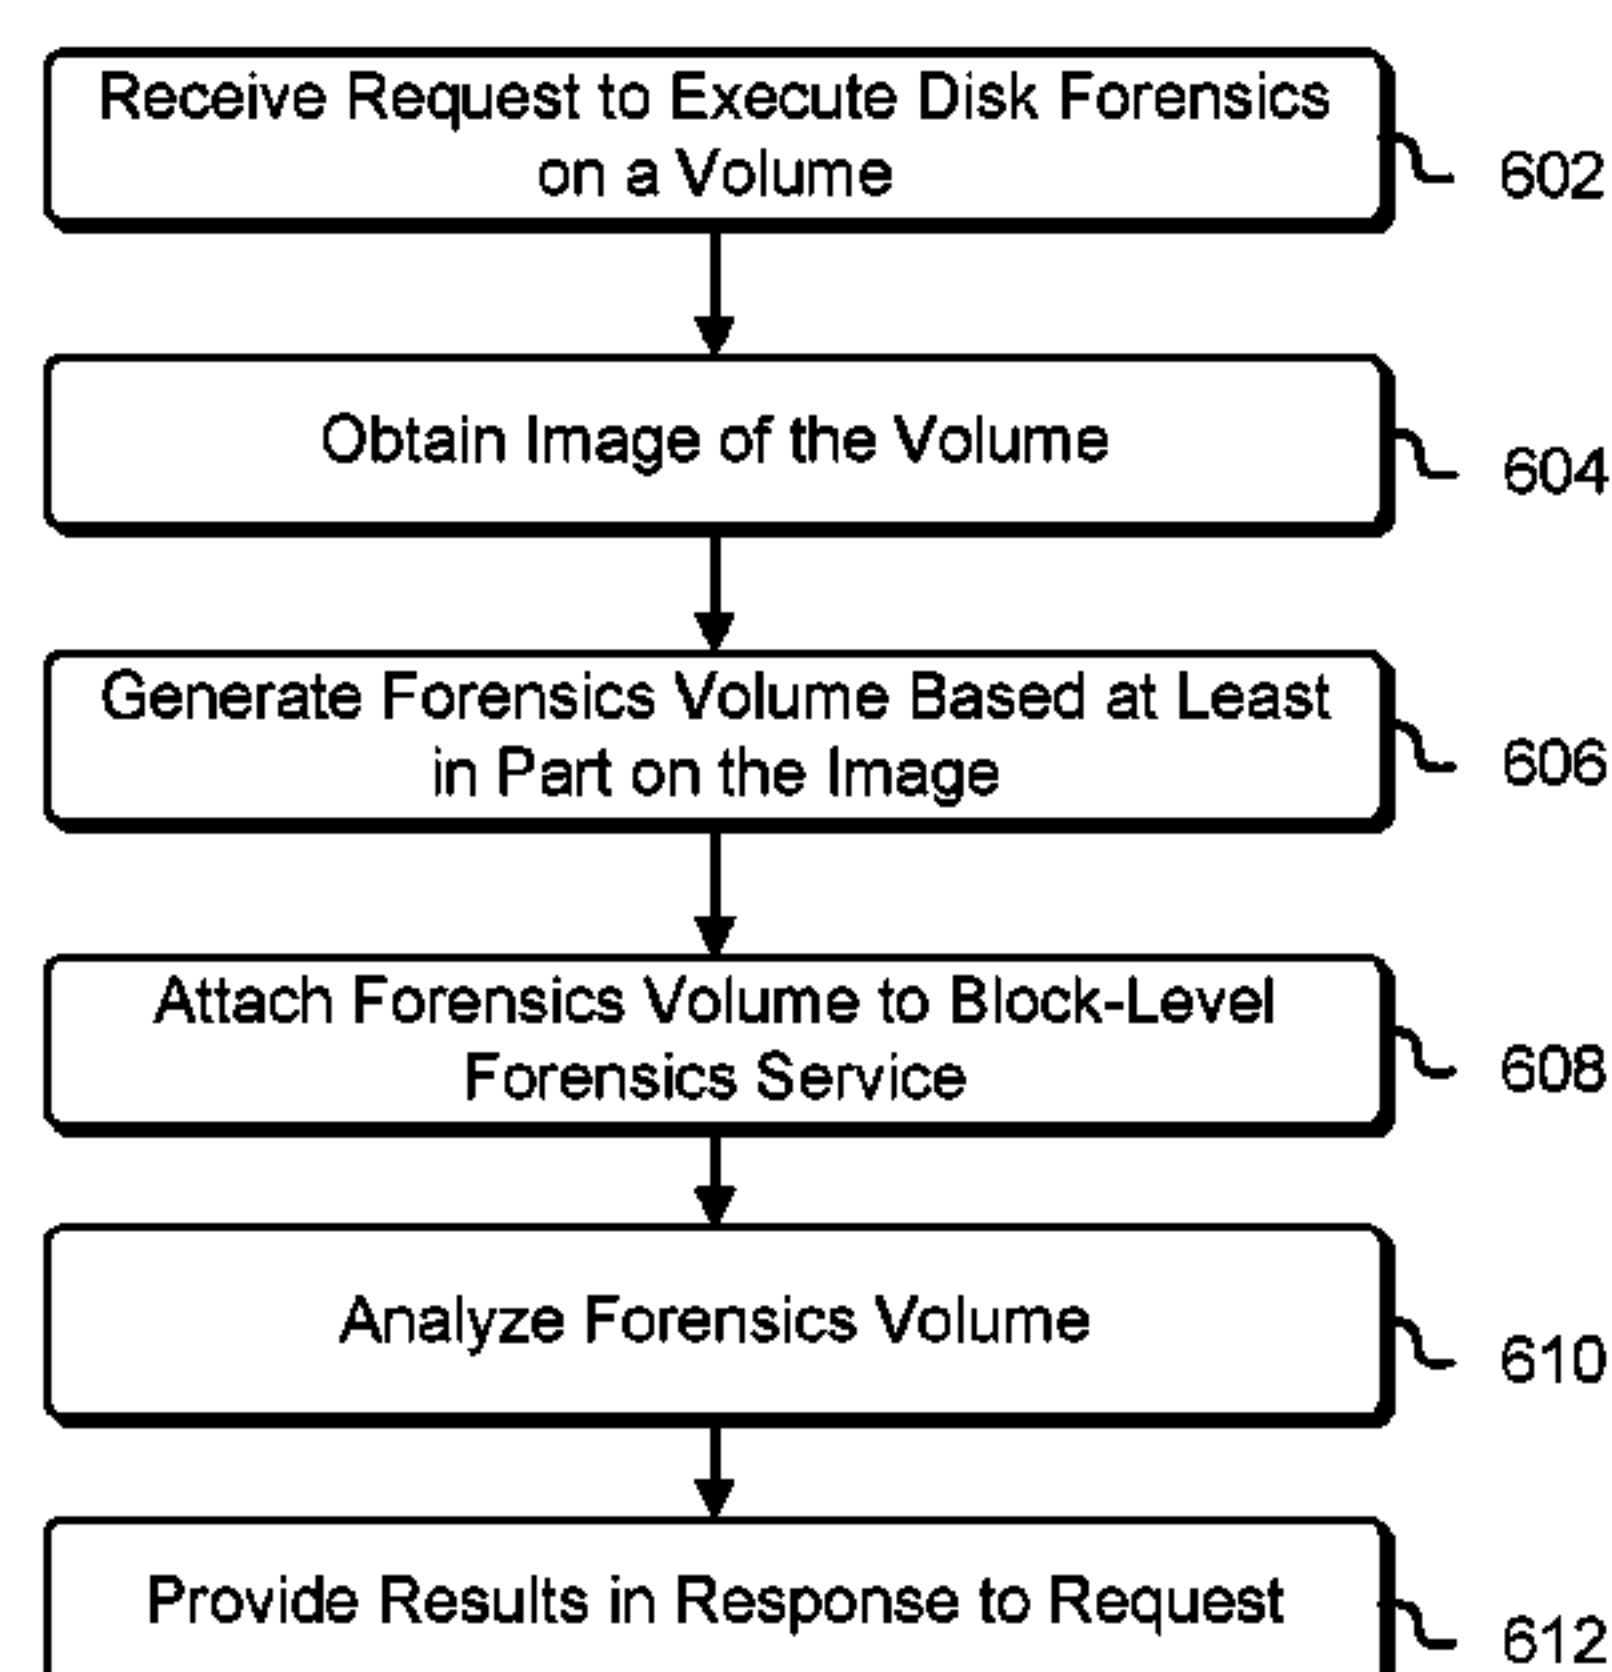 Receive Request to Execute Disk Forensics
on a Volume
602
Obtain Image of the Volume
604
Generate Forensics Volume Based at Least
in Part on the Image
606
Attach Forensics Volume to Block-Level
Forensics Service
608
Analyze Forensics Volume
610
Provide Results in Response to Request
612